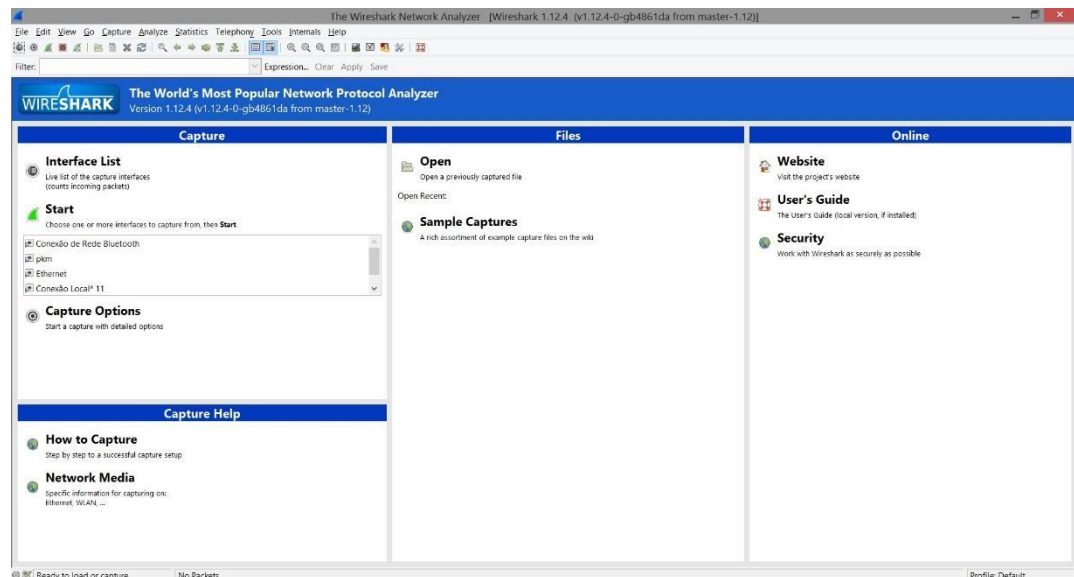 The Wireshark Network Analyzer [Wireshark 1.12.4 (v1.12.4-0-gb4861da from master-1.12)]
File Edit View Go Capture Analyze Statistics Telephony Tools Internals Help
Filter: Expression... Clear Apply Save
WIRESHARK
The World's Most Popular Network Protocol Analyzer
Version 1.12.4 (v1.12.4-0-gb4861da from master-1.12)
Capture
Interface List
Live list of the capture interfaces
(counts incoming packets)
Start
Choose one or more interfaces to capture from, then Start
Conexão de Rede Bluetooth
pkm
Ethernet
Conexão Local* 11
Capture Options
Start a capture with detailed options
Capture Help
How to Capture
Step by step to a successful capture setup
Network Media
Specific information for capturing on:
Ethernet, WLAN, ...
Files
Open
Open a previously captured file
Open Recent:
Sample Captures
A rich assortment of example capture files on the wiki
Online
Website
Visit the project's website
User's Guide
The User's Guide (local version, if installed)
Security
Work with Wireshark as securely as possible
Ready to load or capture No Packets Profile: Default